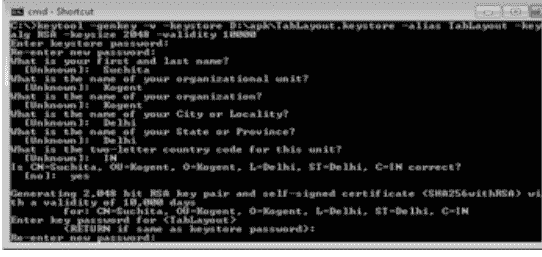 cmd - Shortcut
C:\>keytool -genkey -v -keystore D:\apk\TabLayout.keystore -alias TabLayout -key
alg RSA -keysize 2048 -validity 10000
Enter keystore password:
Re-enter new password:
What is your first and last name?
[Unknown]: Suchita
What is the name of your organizational unit?
[Unknown]: Kogent
What is the name of your organization?
[Unknown]: Kogent
What is the name of your City or Locality?
[Unknown]: Delhi
What is the name of your State or Province?
[Unknown]: Delhi
What is the two-letter country code for this unit?
[Unknown]: IN
Is CN=Suchita, OU=Kogent, O=Kogent, L=Delhi, ST=Delhi, C=IN correct?
[no]: yes
Generating 2,048 bit RSA key pair and self-signed certificate (SHA256withRSA) wi
th a validity of 10,000 days
for: CN=Suchita, OU=Kogent, O=Kogent, L=Delhi, ST=Delhi, C=IN
Enter key password for <TabLayout>
(RETURN if same as keystore password):
Re-enter new password: